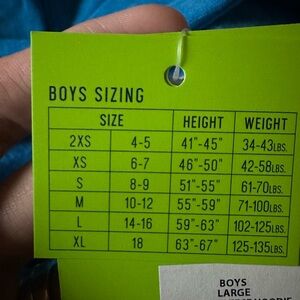 BOYS SIZING
SIZE HEIGHT WEIGHT
2XS 4-5 41"-45" 34-43LBS.
XS 6-7 46"-50" 42-58LBS.
S 8-9 51"-55" 61-70LBS.
M 10-12 55"-59" 71-100LBS.
L 14-16 59"-63" 102-125LBS.
XL 18 63"-67" 125-135LBS.
BOYS
LARGE